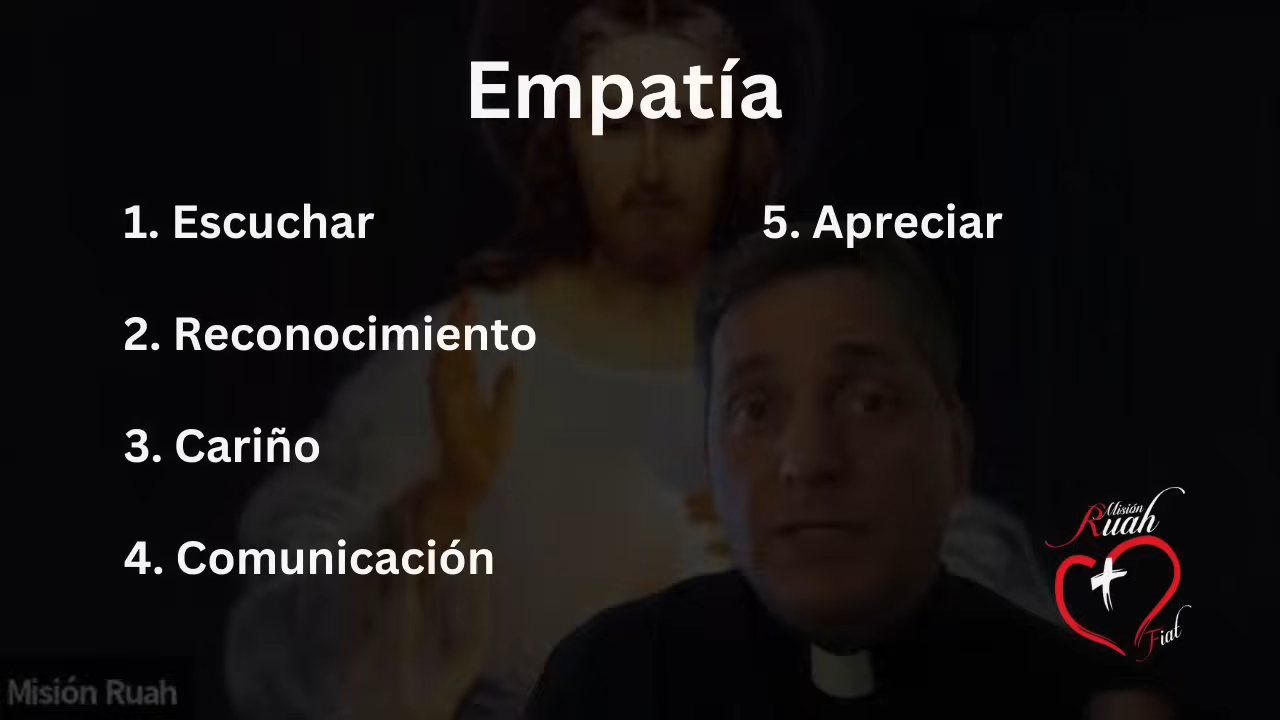 Empatía
1. Escuchar
2. Reconocimiento
3. Cariño
4. Comunicación
5. Apreciar
Misión
Ruah
Fiat
Misión Ruah